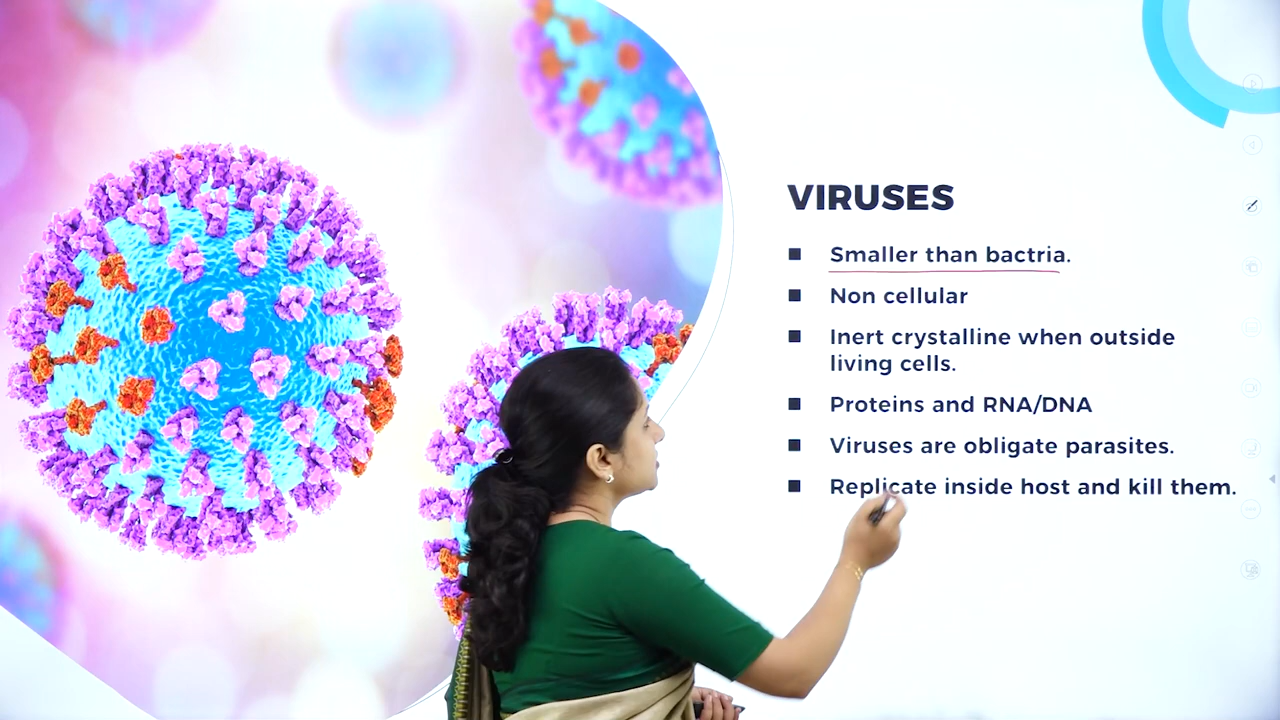 VIRUSES
Smaller than bactria.
Non cellular
Inert crystalline when outside
living cells.
Proteins and RNA/DNA
Viruses are obligate parasites.
Replicate inside host and kill them.